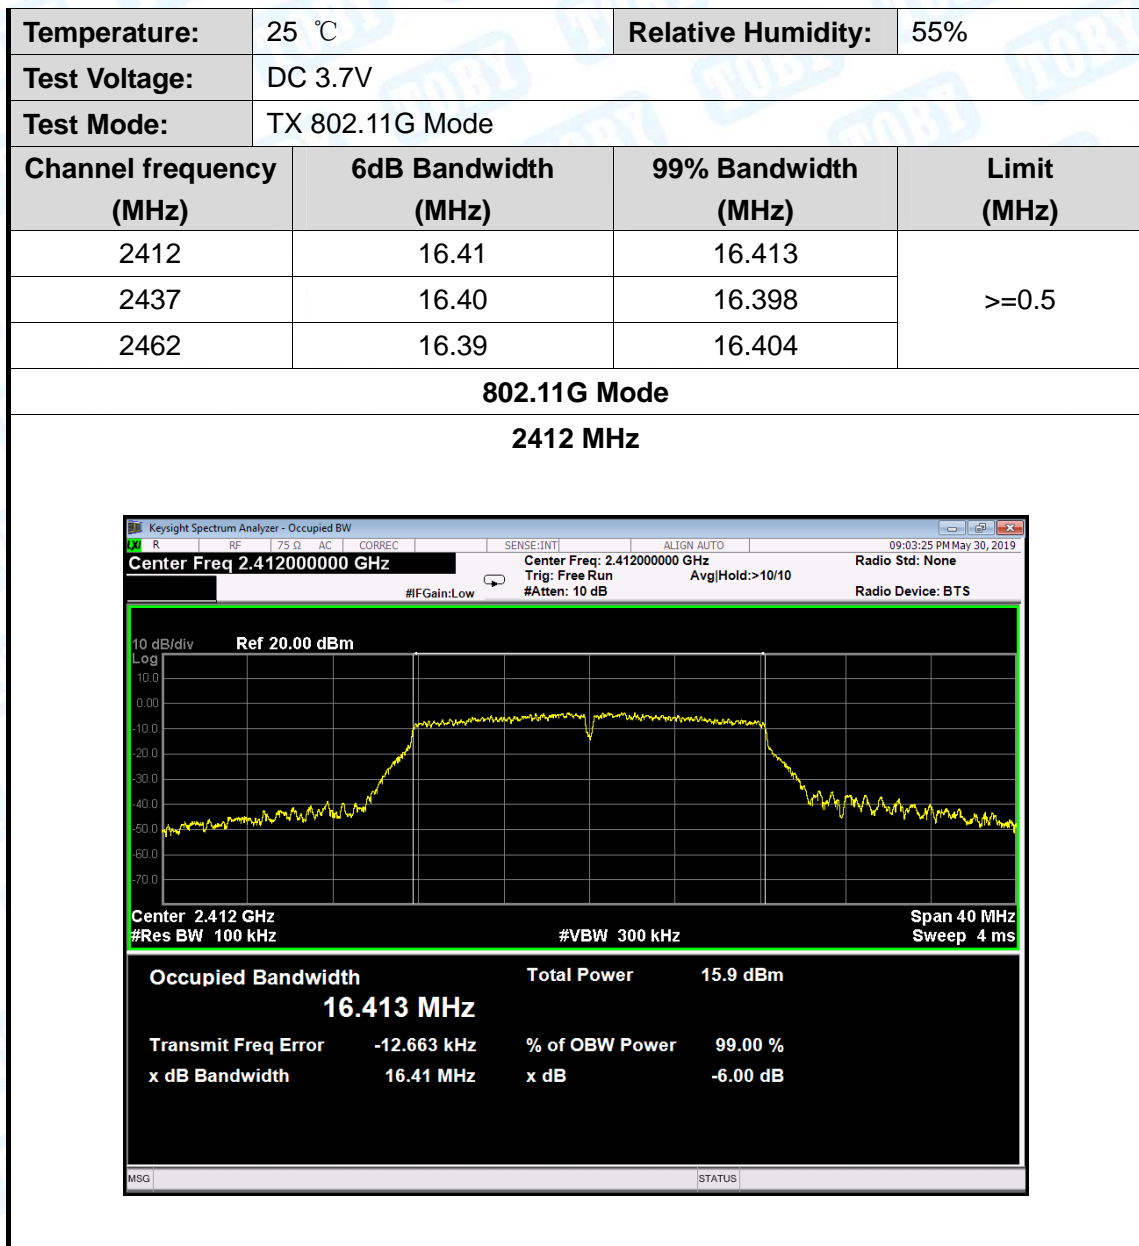 Temperature: 25 ℃ Relative Humidity: 55%
Test Voltage: DC 3.7V
Test Mode: TX 802.11G Mode
Channel frequency (MHz) 6dB Bandwidth (MHz) 99% Bandwidth (MHz) Limit (MHz)
2412 16.41 16.413
2437 16.40 16.398 >=0.5
2462 16.39 16.404
802.11G Mode
2412 MHz
Keysight Spectrum Analyzer - Occupied BW
LXI R RF 75 Ω AC CORREC SENSE:INT ALIGN AUTO 09:03:25 PM May 30, 2019
Center Freq 2.412000000 GHz Center Freq: 2.412000000 GHz Radio Std: None
Trig: Free Run Avg|Hold:>10/10
#IFGain:Low #Atten: 10 dB Radio Device: BTS
10 dB/div Ref 20.00 dBm
Log
10.0
0.00
-10.0
-20.0
-30.0
-40.0
-50.0
-60.0
-70.0
Center 2.412 GHz Span 40 MHz
#Res BW 100 kHz #VBW 300 kHz Sweep 4 ms
Occupied Bandwidth Total Power 15.9 dBm
16.413 MHz
Transmit Freq Error -12.663 kHz % of OBW Power 99.00 %
x dB Bandwidth 16.41 MHz x dB -6.00 dB
MSG STATUS
TOBY